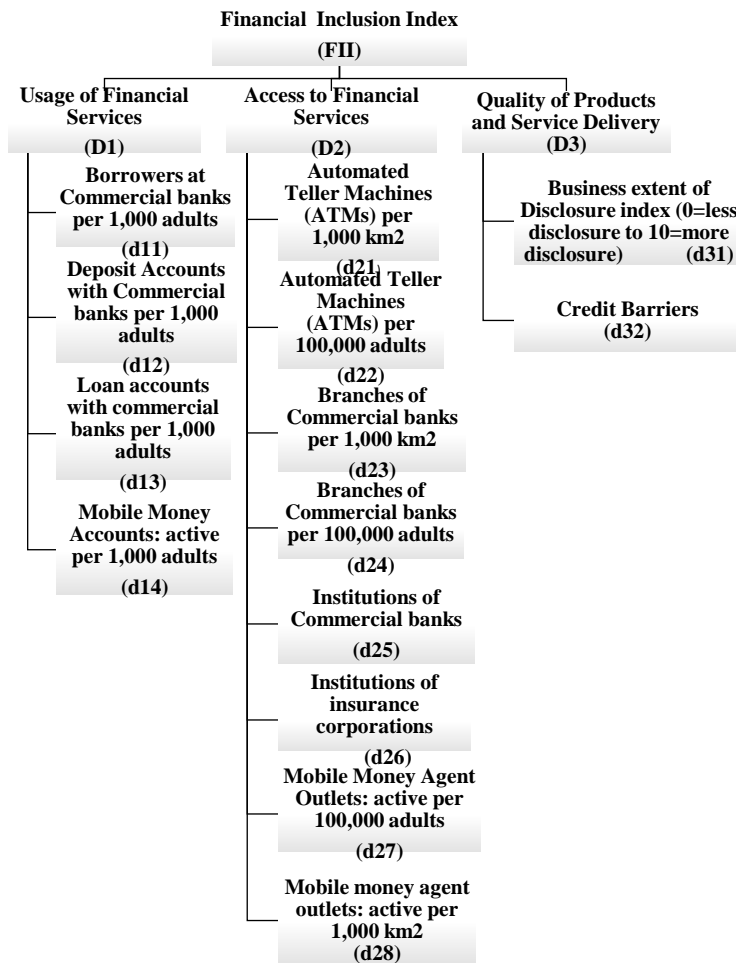 Financial Inclusion Index
(FII)
Usage of Financial
Services
(D1)
Borrowers at
Commercial banks
per 1,000 adults
(d11)
Deposit Accounts
with Commercial
banks per 1,000
adults
(d12)
Loan accounts
with commercial
banks per 1,000
adults
(d13)
Mobile Money
Accounts: active
per 1,000 adults
(d14)
Access to Financial
Services
(D2)
Automated
Teller Machines
(ATMs) per
1,000 km2
(d21)
Automated Teller
Machines
(ATMs) per
100,000 adults
(d22)
Branches of
Commercial banks
per 1,000 km2
(d23)
Branches of
Commercial banks
per 100,000 adults
(d24)
Institutions of
Commercial banks
(d25)
Institutions of
insurance
corporations
(d26)
Mobile Money Agent
Outlets: active per
100,000 adults
(d27)
Mobile money agent
outlets: active per
1,000 km2
(d28)
Quality of Products
and Service Delivery
(D3)
Business extent of
Disclosure index (0=less
disclosure to 10=more
disclosure) (d31)
Credit Barriers
(d32)